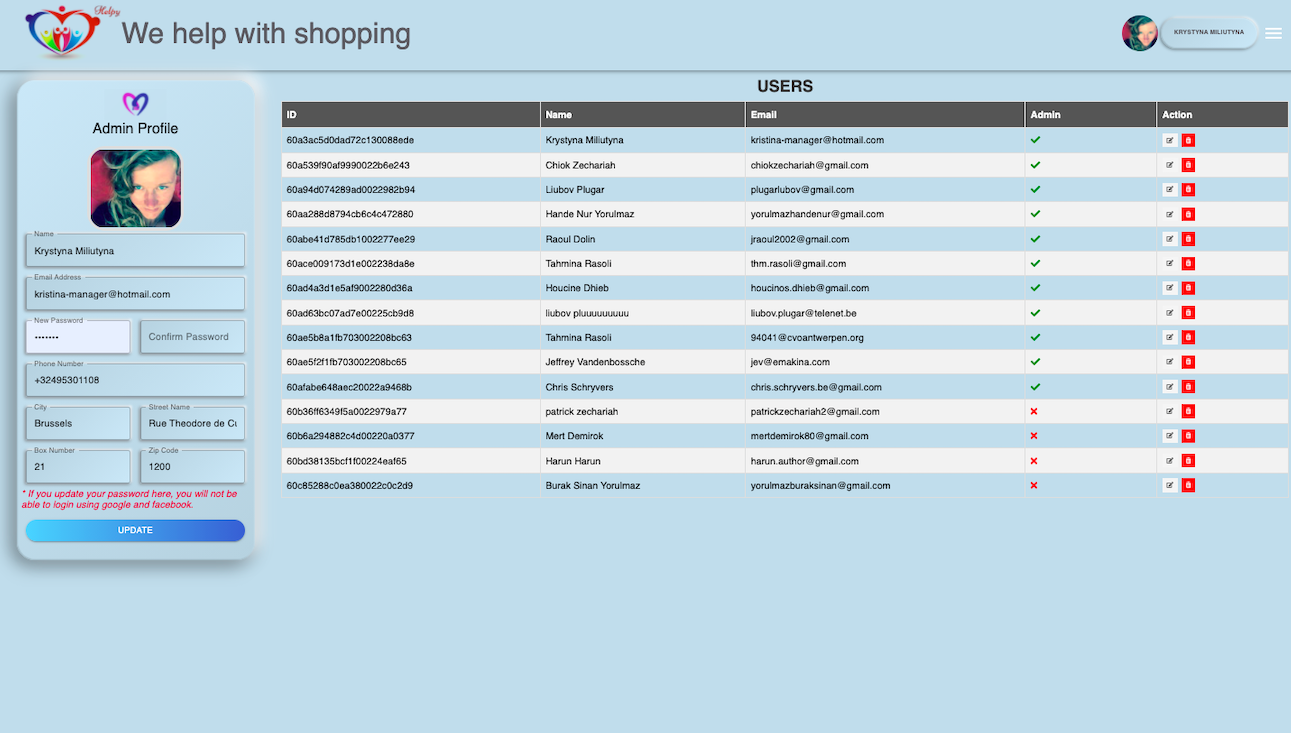 Helpy
We help with shopping
KRYSTYNA MILIUTYNA
Admin Profile
Name
Krystyna Miliutyna
Email Address
kristina-manager@hotmail.com
New Password
•••••••
Confirm Password
Phone Number
+32495301108
City
Brussels
Street Name
Rue Theodore de Cu
Box Number
21
Zip Code
1200
* If you update your password here, you will not be
able to login using google and facebook.
UPDATE
USERS
ID Name Email Admin Action
60a3ac5d0dad72c130088ede Krystyna Miliutyna kristina-manager@hotmail.com
60a539f90af9990022b6e243 Chiok Zechariah chiokzechariah@gmail.com
60a94d074289ad0022982b94 Liubov Plugar plugarlubov@gmail.com
60aa288d8794cb6c4c472880 Hande Nur Yorulmaz yorulmazhandenur@gmail.com
60abe41d785db1002277ee29 Raoul Dolin jraoul2002@gmail.com
60ace009173d1e002238da8e Tahmina Rasoli thm.rasoli@gmail.com
60ad4a3d1e5af9002280d36a Houcine Dhieb houcinos.dhieb@gmail.com
60ad63bc07ad7e00225cb9d8 liubov pluuuuuuuuu liubov.plugar@telenet.be
60ae5b8a1fb703002208bc63 Tahmina Rasoli 94041@cvoantwerpen.org
60ae5f2f1fb703002208bc65 Jeffrey Vandenbossche jev@emakina.com
60afabe648aec20022a9468b Chris Schryvers chris.schryvers.be@gmail.com
60b36ff6349f5a0022979a77 patrick zechariah patrickzechariah2@gmail.com
60b6a294882c4d00220a0377 Mert Demirok mertdemirok80@gmail.com
60bd38135bcf1f00224eaf65 Harun Harun harun.author@gmail.com
60c85288c0ea380022c0c2d9 Burak Sinan Yorulmaz yorulmazburaksinan@gmail.com